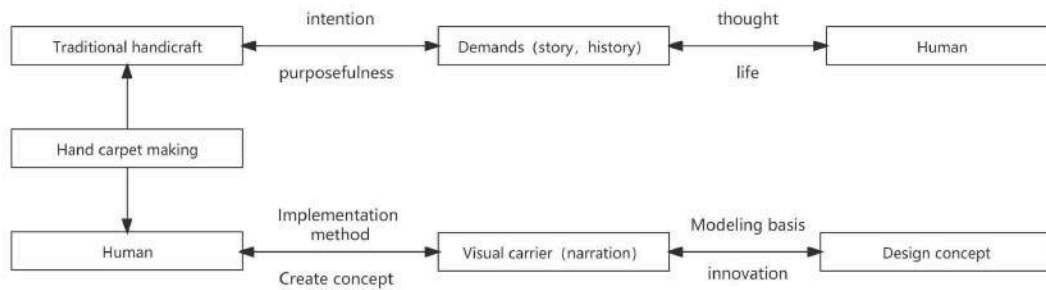 intention
thought
Traditional handicraft
Demands (story, history)
Human
purposefulness
life
Hand carpet making
Implementation
method
Modeling basis
Human
Visual carrier (narration)
Design concept
Create concept
innovation